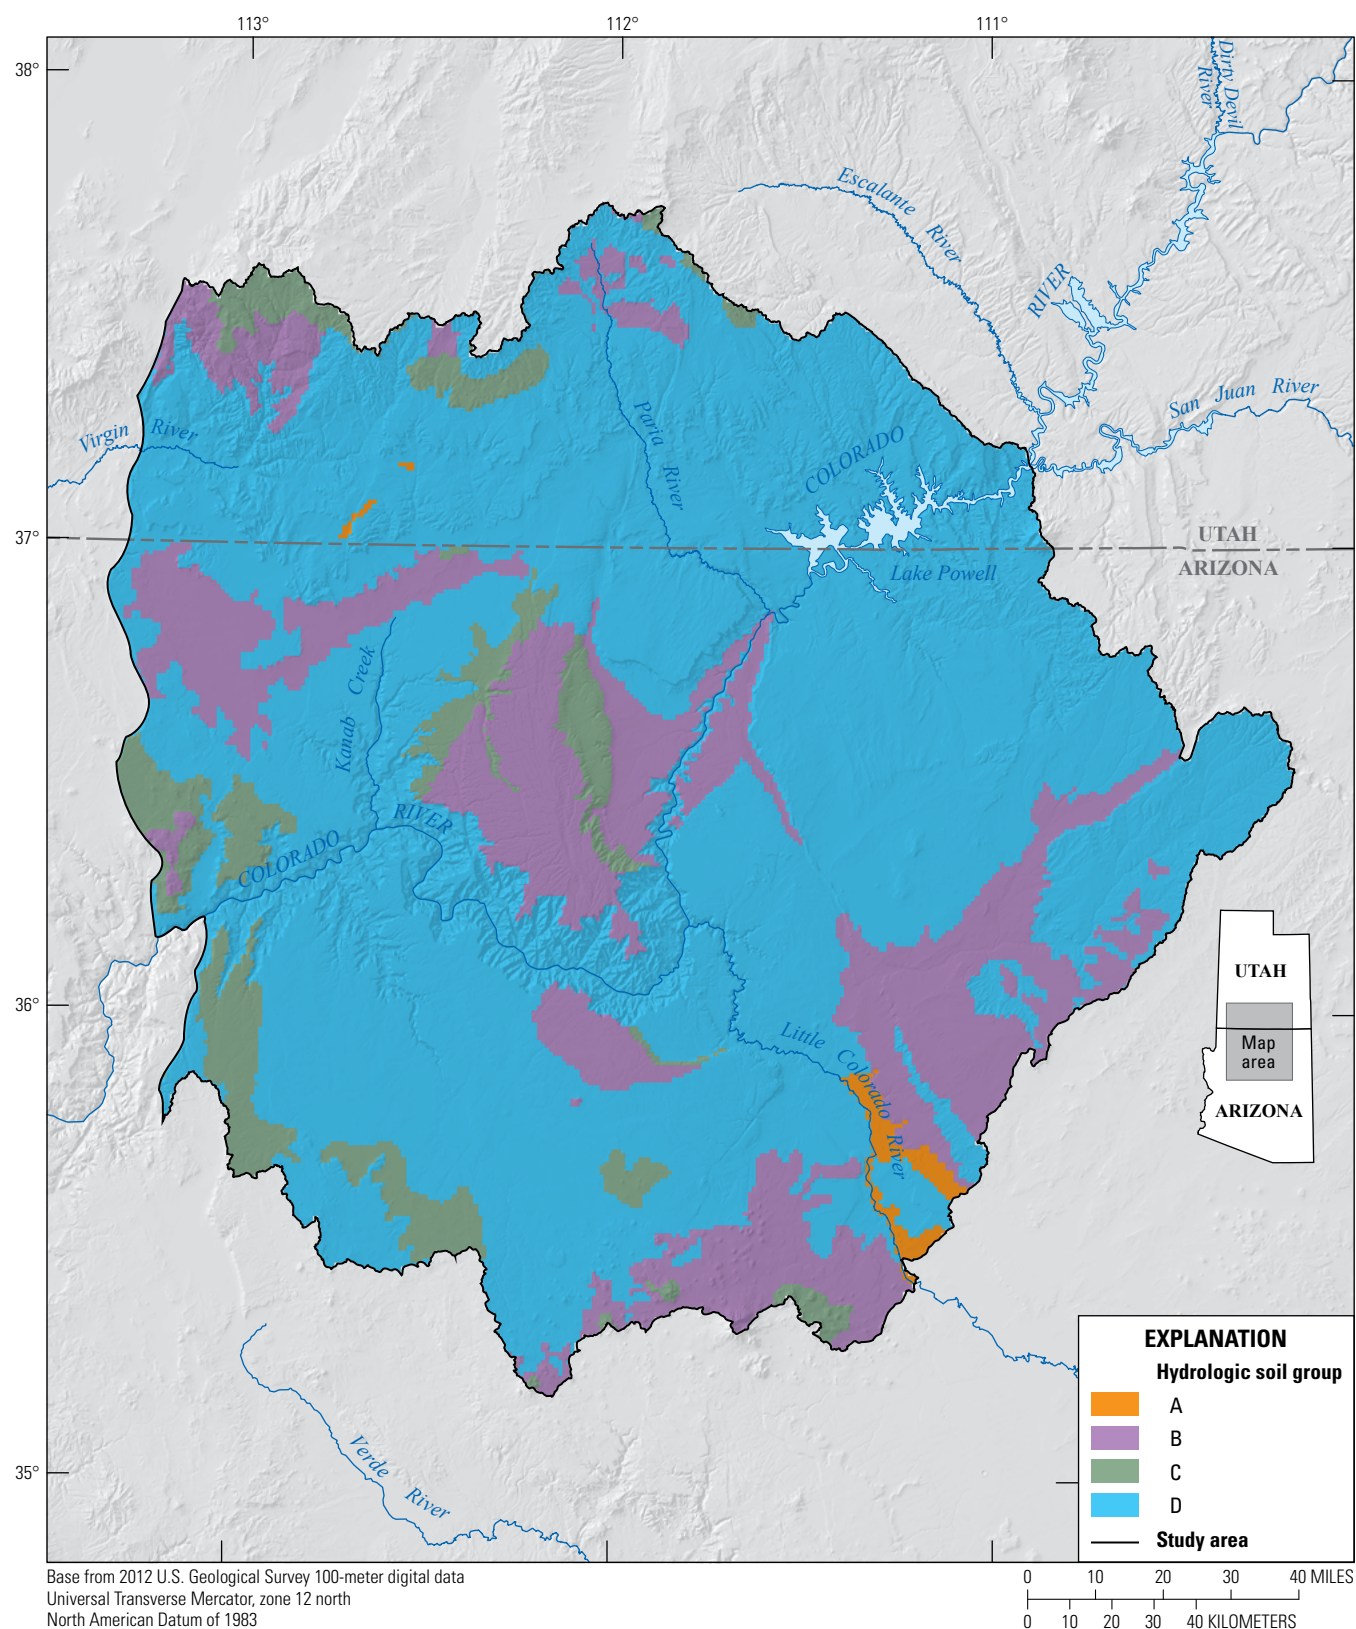 113°
112°
111°
38°
37°
36°
35°
Dirty Devil
River
Escalante River
RIVER
San Juan River
Virgin River
Paria River
COLORADO
Lake Powell
UTAH
ARIZONA
Kanab Creek
COLORADO RIVER
Little Colorado River
Verde River
UTAH
Map
area
ARIZONA
EXPLANATION
Hydrologic soil group
A
B
C
D
Study area
Base from 2012 U.S. Geological Survey 100-meter digital data
Universal Transverse Mercator, zone 12 north
North American Datum of 1983
0 10 20 30 40 MILES
0 10 20 30 40 KILOMETERS